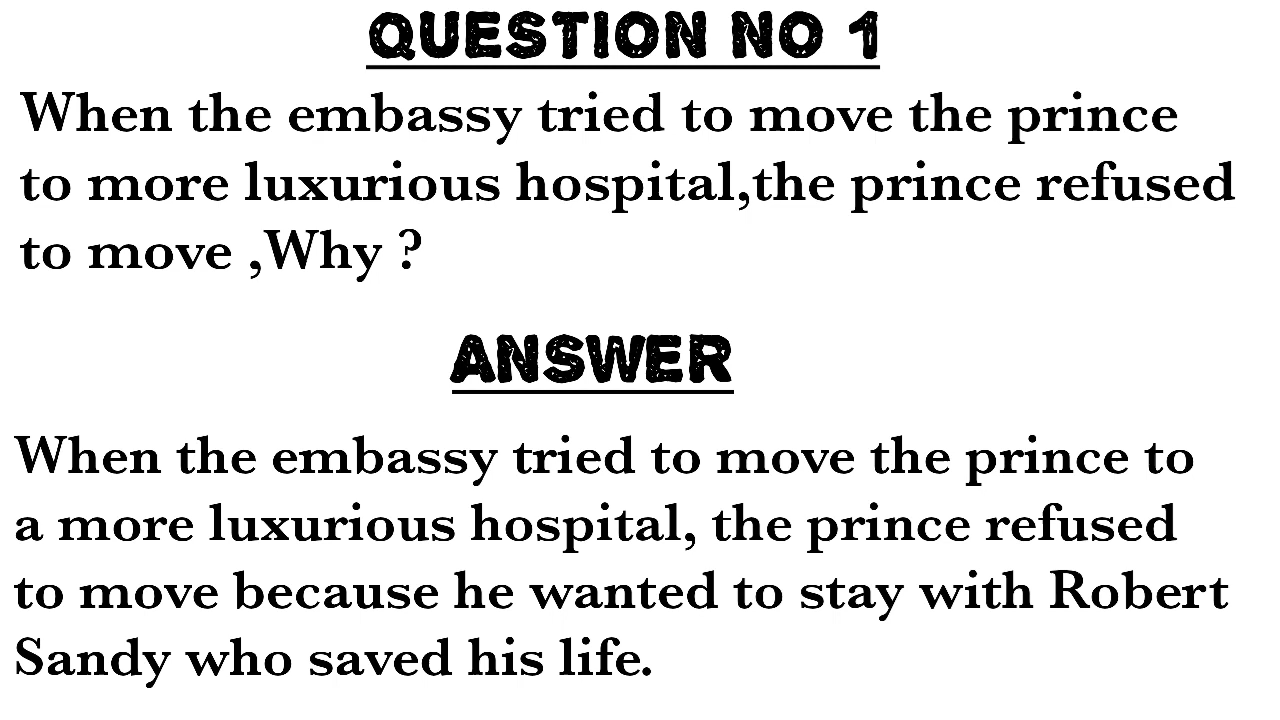 QUESTION NO 1
When the embassy tried to move the prince
to more luxurious hospital,the prince refused
to move ,Why ?
ANSWER
When the embassy tried to move the prince to
a more luxurious hospital, the prince refused
to move because he wanted to stay with Robert
Sandy who saved his life.